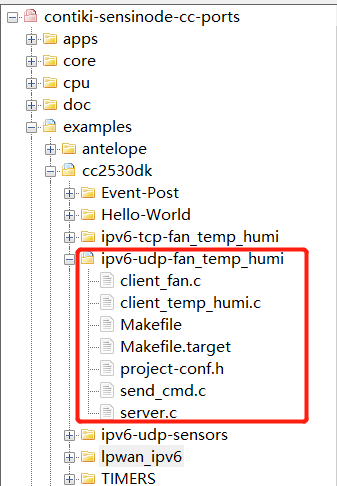 contiki-sensinode-cc-ports
apps
core
cpu
doc
examples
antelope
cc2530dk
Event-Post
Hello-World
ipv6-tcp-fan_temp_humi
ipv6-udp-fan_temp_humi
client_fan.c
client_temp_humi.c
Makefile
Makefile.target
project-conf.h
send_cmd.c
server.c
ipv6-udp-sensors
lpwan_ipv6
TIMERS